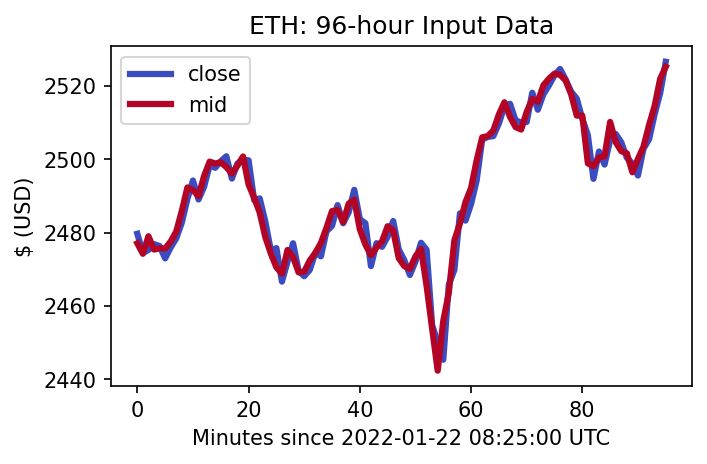 ETH: 96-hour Input Data
close
mid
$ (USD)
2520
2500
2480
2460
2440
0 20 40 60 80
Minutes since 2022-01-22 08:25:00 UTC